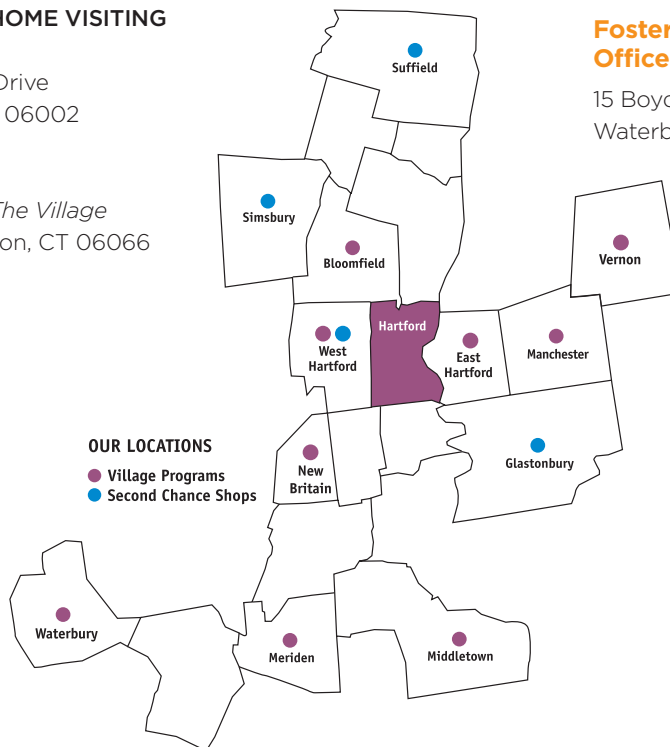 HOME VISITING
Drive
06002
The Village
on, CT 06066
Foster
Office
15 Boyd
Waterb
Suffield
Simsbury
Bloomfield
Vernon
Hartford
West
Hartford
East
Hartford
Manchester
OUR LOCATIONS
Village Programs
Second Chance Shops
New
Britain
Glastonbury
Waterbury
Meriden
Middletown